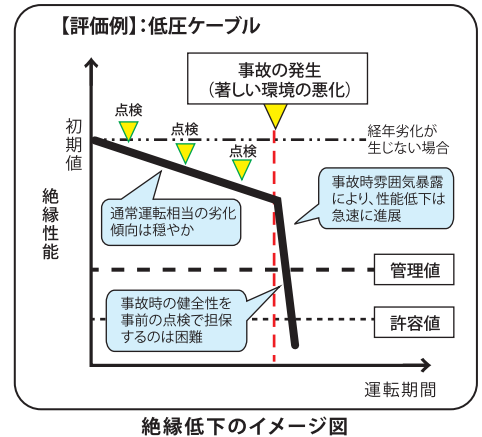 【評価例】:低圧ケーブル
事故の発生
(著しい環境の悪化)
点検
点検
点検
初期値
経年劣化が
生じない場合
絶縁性能
通常運転相当の劣化
傾向は穏やか
事故時雰囲気暴露
により、性能低下は
急速に進展
管理値
事故時の健全性を
事前の点検で担保
するのは困難
許容値
運転期間
絶縁低下のイメージ図